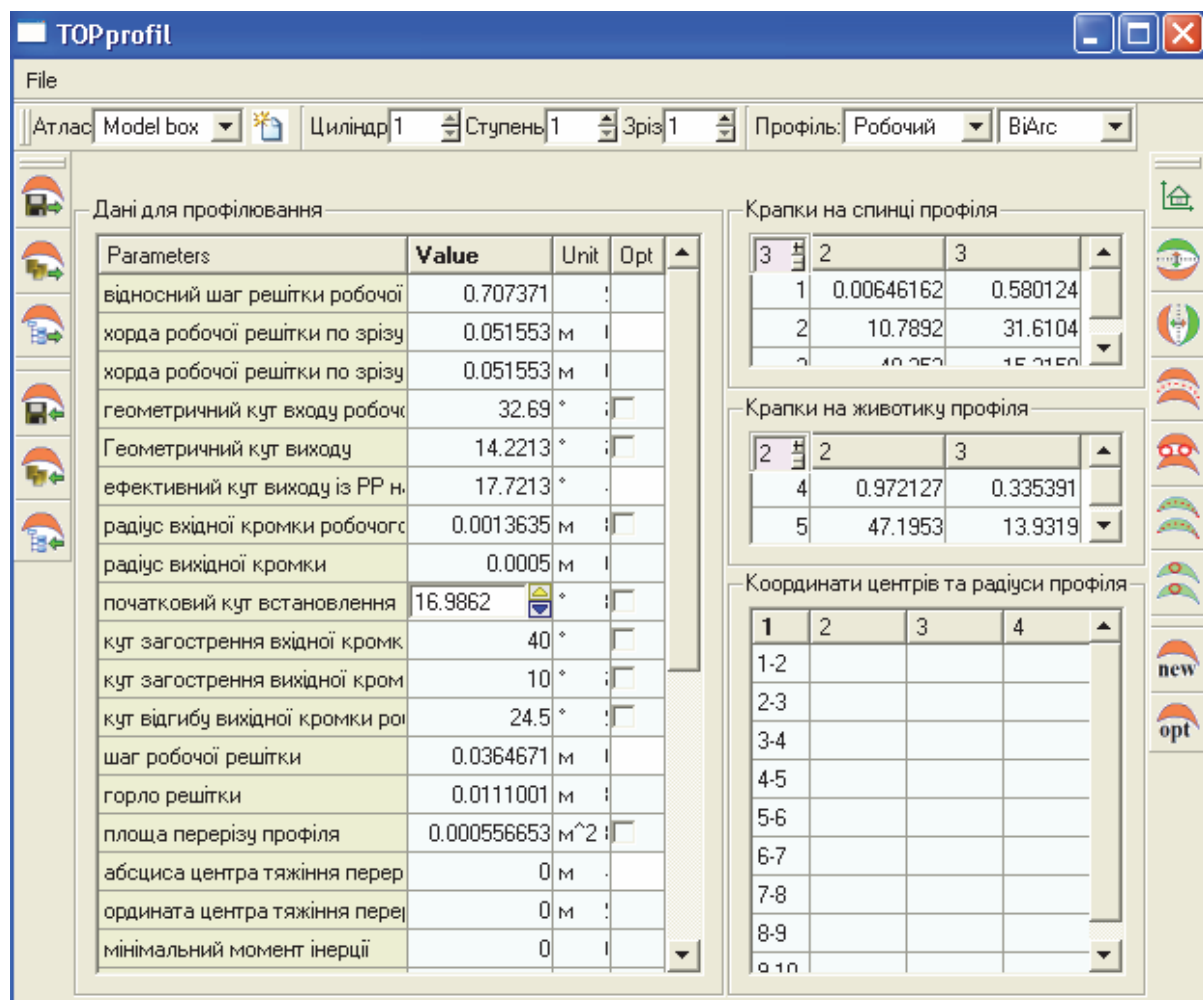 TOPprofil
File
Атлас Model box Циліндр 1 Ступень 1 Зріз 1 Профіль: Робочий BiArc
Дані для профілювання
Parameters Value Unit Opt
відносний шаг решітки робочої 0.707371
хорда робочої решітки по зрізу 0.051553 м
хорда робочої решітки по зрізу 0.051553 м
геометричний кут входу 32.69 °
Геометричний кут виходу 14.2213 °
ефективний кут виходу із РР 17.7213 °
радіус вхідної кромки 0.0013635 м
радіус вихідної кромки 0.0005 м
початковий кут встановлення 16.9862 °
кут загострення вхідної кромк 40 °
кут загострення вихідної кром 10 °
кут відгибу вихідної кромки 24.5 °
шаг робочої решітки 0.0364671 м
горло решітки 0.0111001 м
площа перерізу профіля 0.000556653 м^2
абсциса центра тяжіння перер 0 м
ордината центра тяжіння 0 м
мінімальний момент інерції 0
Крапки на спинці профіля
3 2 3
1 0.00646162 0.580124
2 10.7892 31.6104
Крапки на животику профіля
2 2 3
4 0.972127 0.335391
5 47.1953 13.9319
Координати центрів та радіуси профіля
1 2 3 4
1-2
2-3
3-4
4-5
5-6
6-7
7-8
8-9
9.10
new
opt